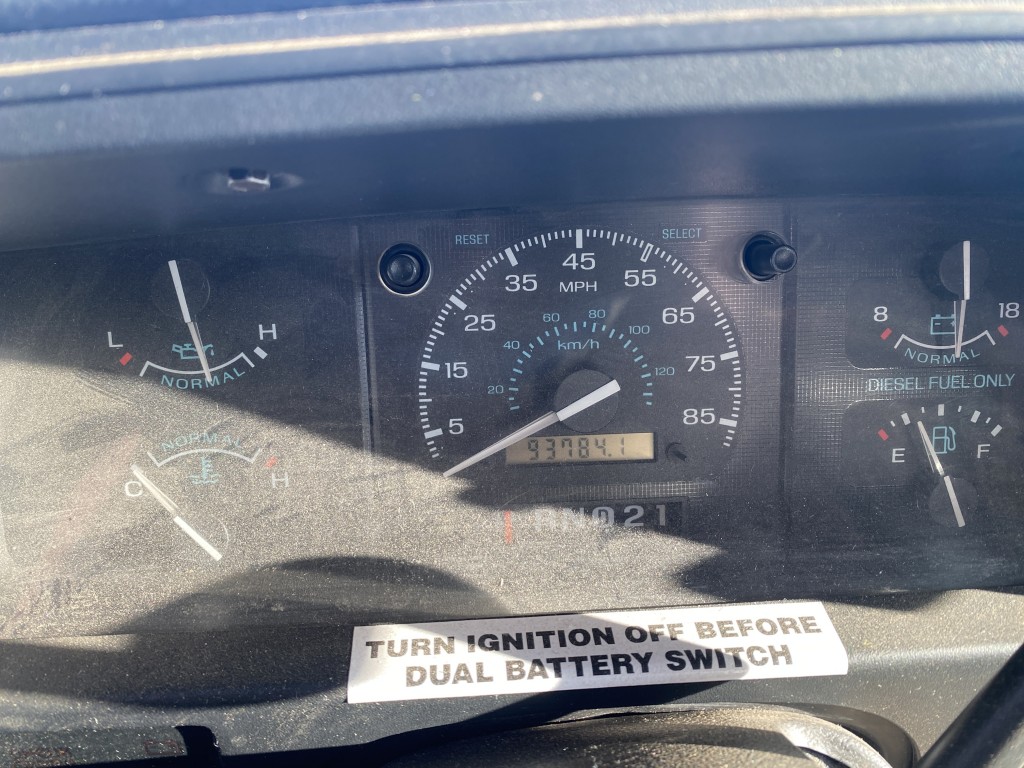 RESET
SELECT
45
MPH
35
55
25
65
15
75
5
85
80
60
100
km/h
40
120
20
93784.1
021
L
H
NORMAL
NORMAL
C
H
8
18
NORMAL
DIESEL FUEL ONLY
E
F
TURN IGNITION OFF BEFORE
DUAL BATTERY SWITCH